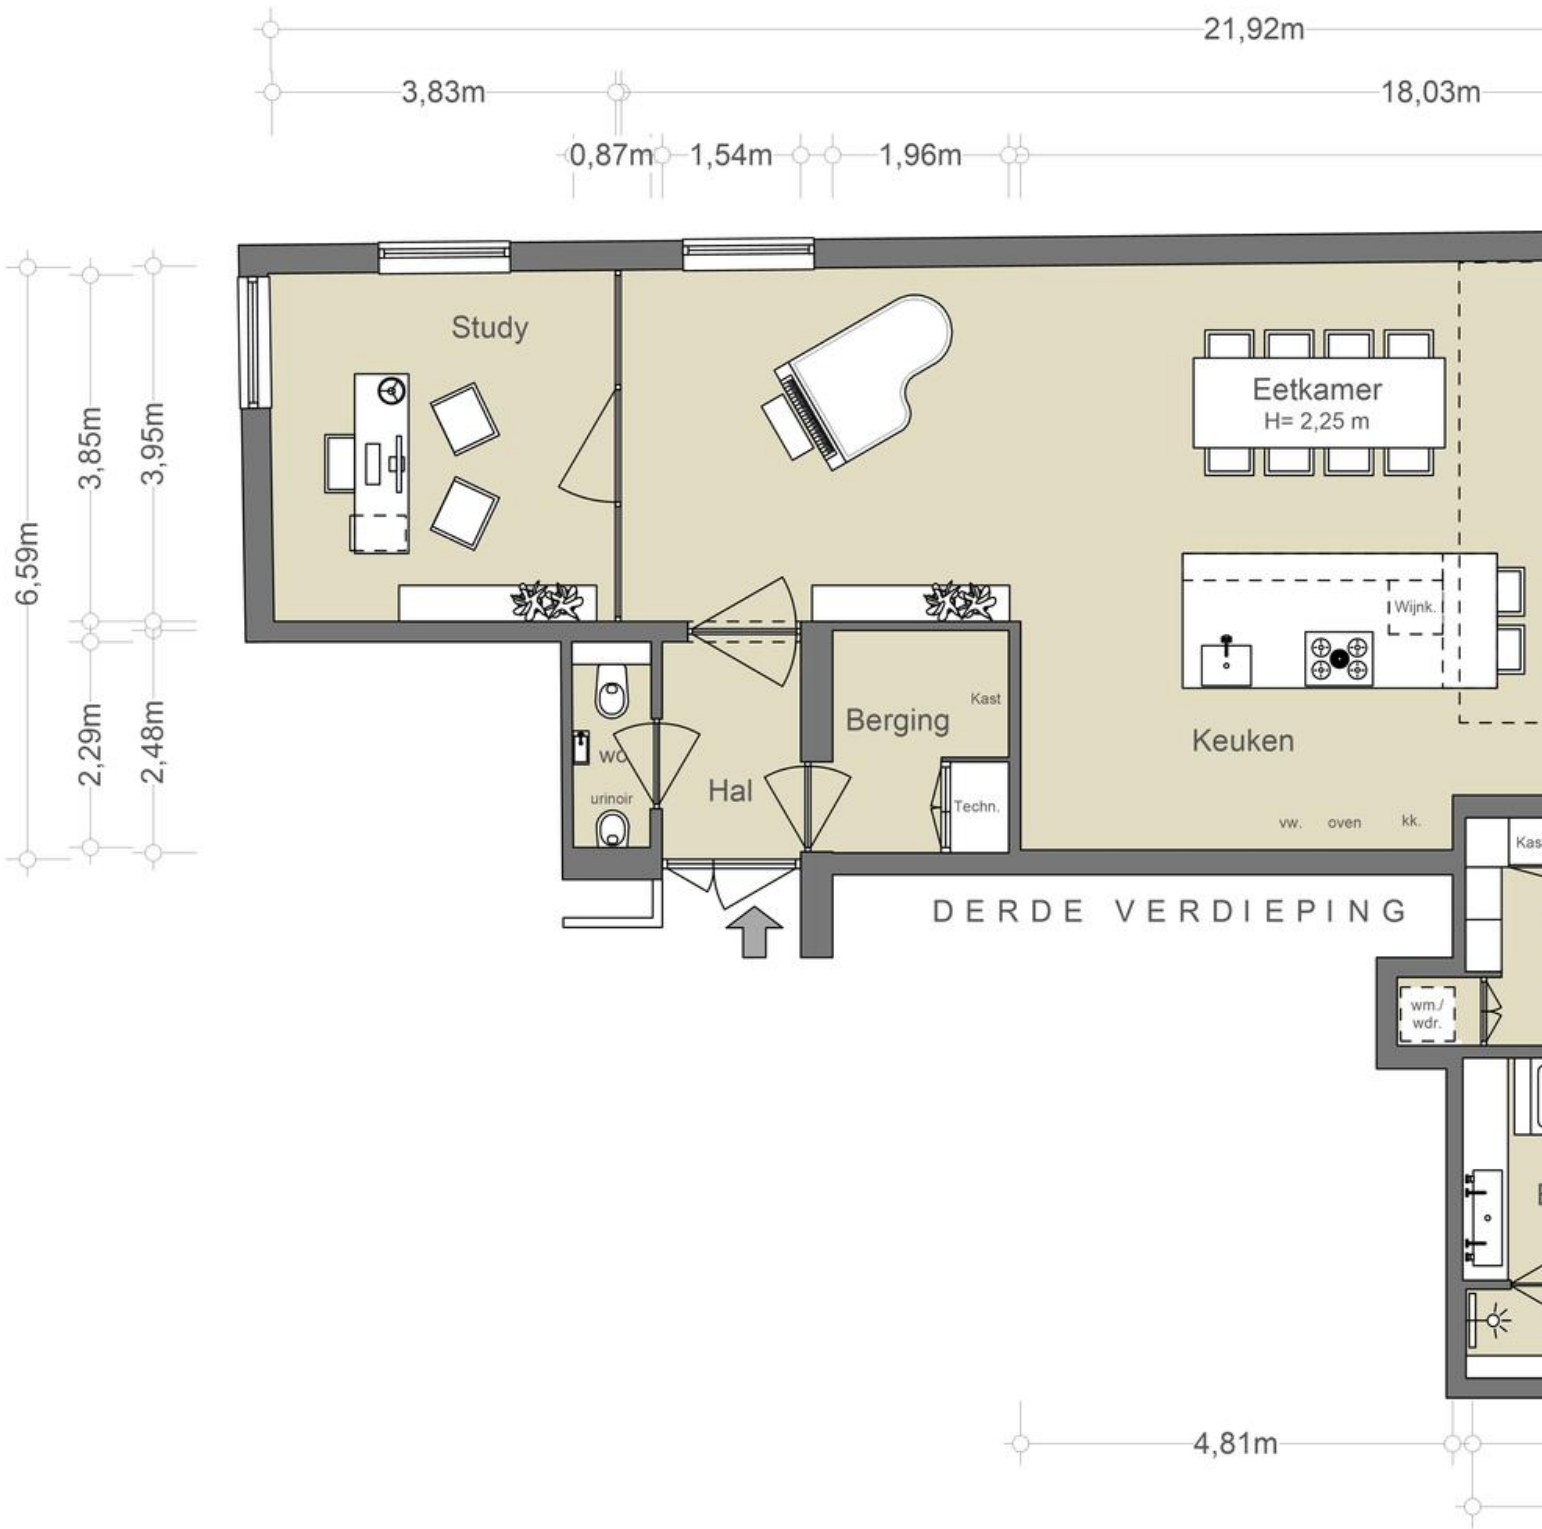 21,92m
3,83m
18,03m
0,87m
1,54m
1,96m
Study
Eetkamer
H= 2,25 m
3,85m
3,95m
6,59m
Wijnk.
Kast
Berging
Keuken
2,29m
2,48m
wc
Hal
urinoir
Techn.
vw.
oven
kk.
Kas
DERDE VERDIEPING
wm./
wdr.
4,81m